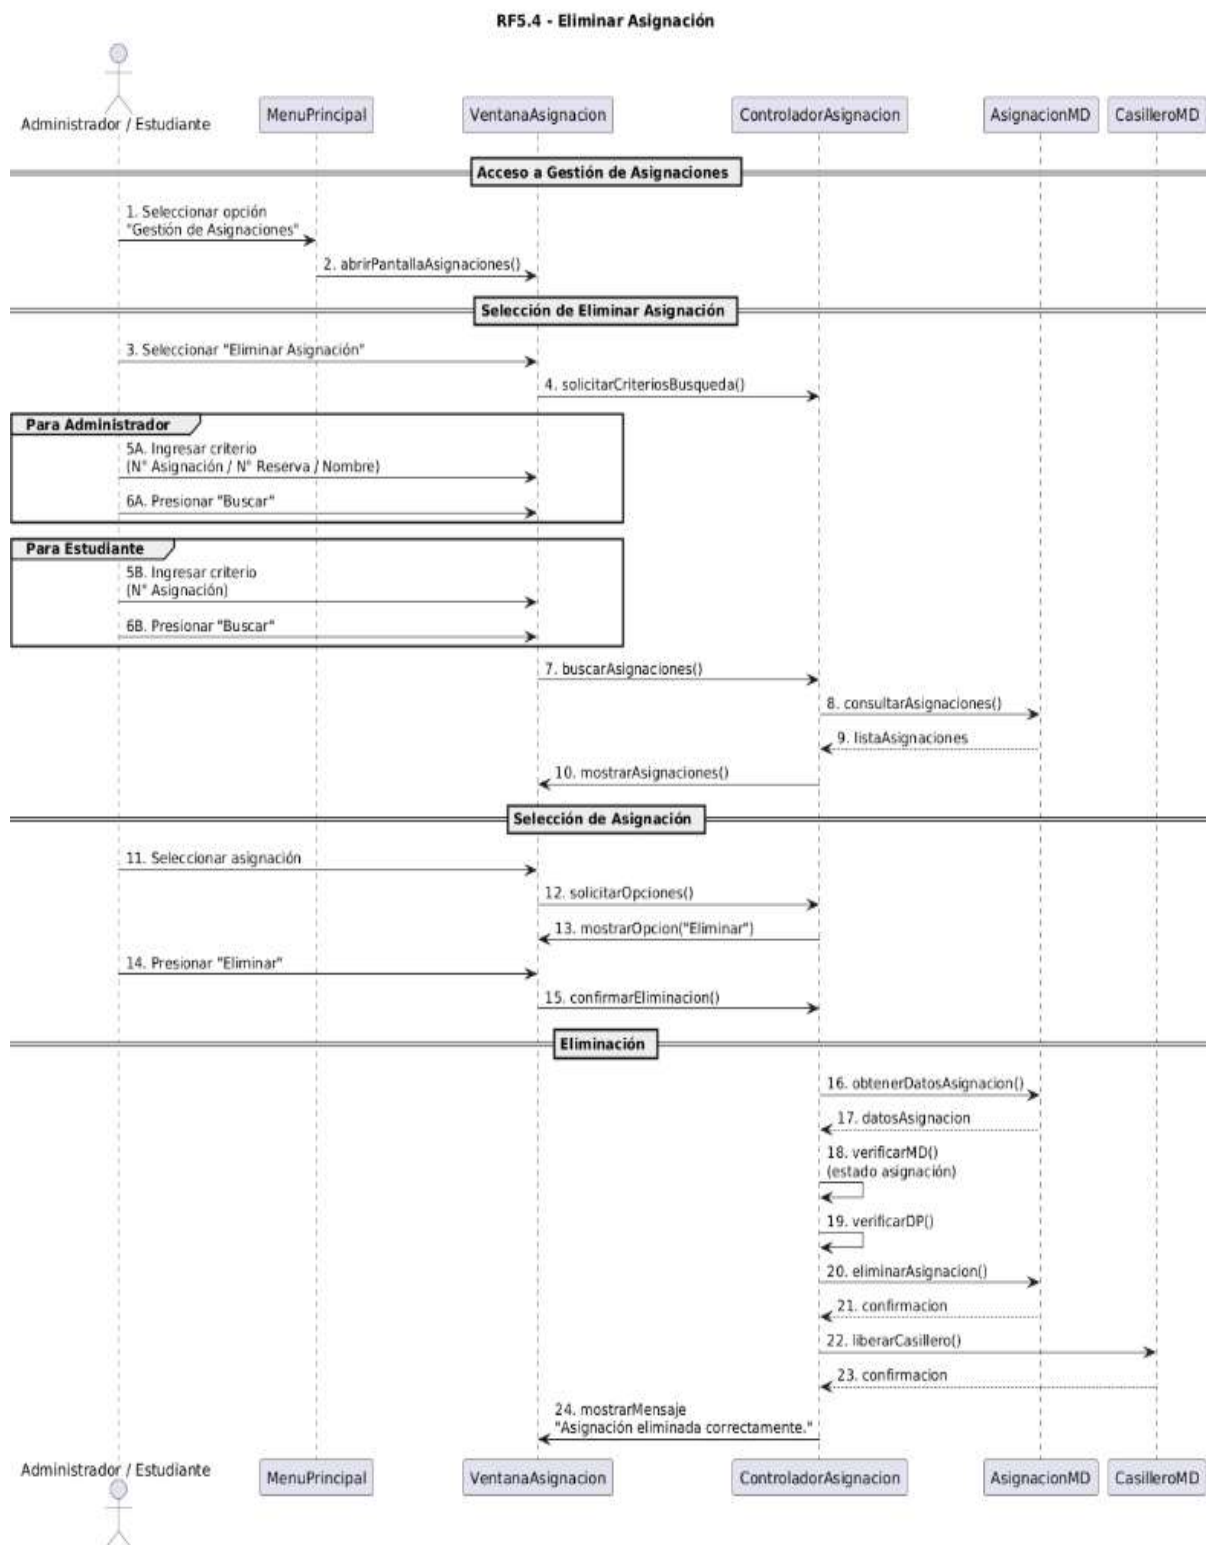 RF5.4 - Eliminar Asignación
Administrador / Estudiante
MenuPrincipal
VentanaAsignacion
ControladorAsignacion
AsignacionMD
CasilleroMD
Acceso a Gestión de Asignaciones
1. Seleccionar opción
"Gestión de Asignaciones"
2. abrirPantallaAsignaciones()
Selección de Eliminar Asignación
3. Seleccionar "Eliminar Asignación"
4. solicitarCriteriosBusqueda()
Para Administrador
5A. Ingresar criterio
(N° Asignación / N° Reserva / Nombre)
6A. Presionar "Buscar"
Para Estudiante
5B. Ingresar criterio
(N° Asignación)
6B. Presionar "Buscar"
7. buscarAsignaciones()
8. consultarAsignaciones()
9. listaAsignaciones
10. mostrarAsignaciones()
Selección de Asignación
11. Seleccionar asignación
12. solicitarOpciones()
13. mostrarOpcion("Eliminar")
14. Presionar "Eliminar"
15. confirmarEliminacion()
Eliminación
16. obtenerDatosAsignacion()
17. datosAsignacion
18. verificarMD()
(estado asignación)
19. verificarDP()
20. eliminarAsignacion()
21. confirmacion
22. liberarCasillero()
23. confirmacion
24. mostrarMensaje
"Asignación eliminada correctamente."
Administrador / Estudiante
MenuPrincipal
VentanaAsignacion
ControladorAsignacion
AsignacionMD
CasilleroMD